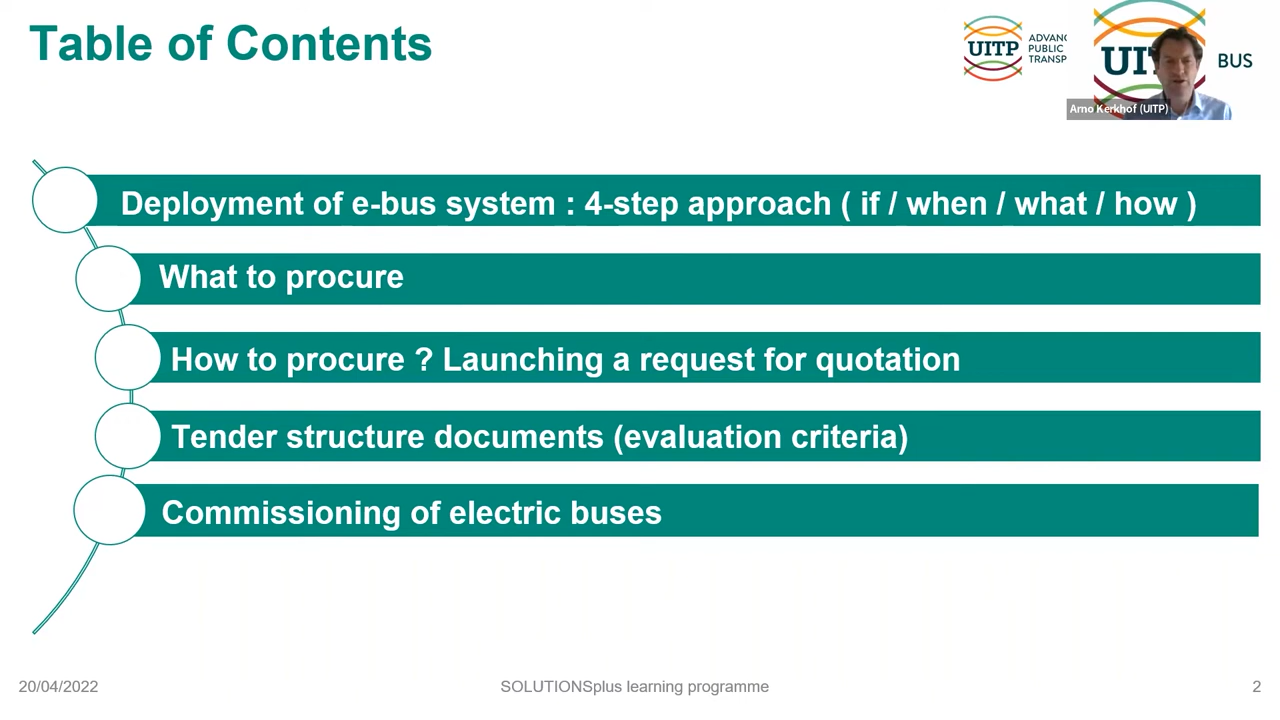 Table of Contents
UITP
ADVANC
PUBLIC
TRANSP
UI
BUS
Arno Kerkhof (UITP)
Deployment of e-bus system : 4-step approach ( if / when / what / how )
What to procure
How to procure ? Launching a request for quotation
Tender structure documents (evaluation criteria)
Commissioning of electric buses
20/04/2022
SOLUTIONSplus learning programme
2